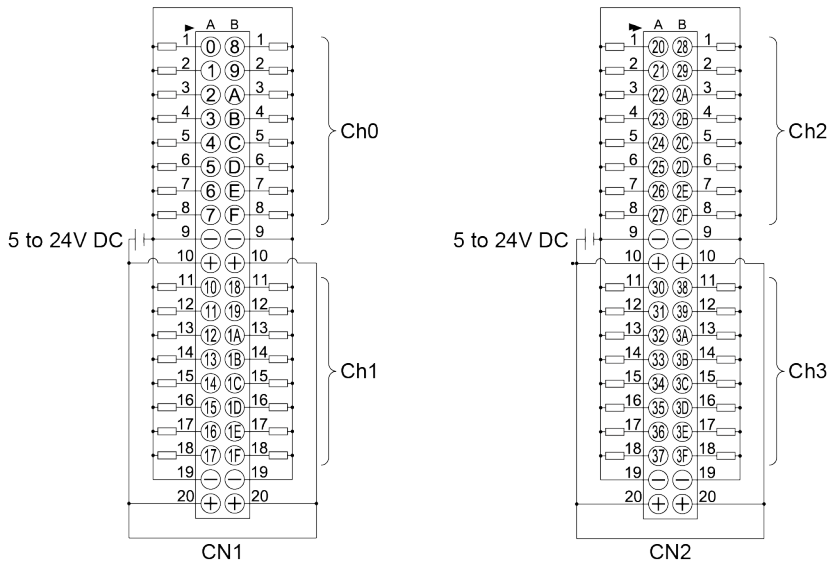 A B
1 0 8 1
2 1 9 2
3 2 A 3
4 3 B 4
5 4 C 5
6 5 D 6
7 6 E 7
8 7 F 8
Ch0
9 − − 9
5 to 24V DC
10 + + 10
11 10 18 11
12 11 19 12
13 12 1A 13
14 13 1B 14
15 14 1C 15
16 15 1D 16
17 16 1E 17
18 17 1F 18
Ch1
19 − − 19
20 + + 20
CN1
A B
1 20 28 1
2 21 29 2
3 22 2A 3
4 23 2B 4
5 24 2C 5
6 25 2D 6
7 26 2E 7
8 27 2F 8
Ch2
9 − − 9
5 to 24V DC
10 + + 10
11 30 38 11
12 31 39 12
13 32 3A 13
14 33 3B 14
15 34 3C 15
16 35 3D 16
17 36 3E 17
18 37 3F 18
Ch3
19 − − 19
20 + + 20
CN2